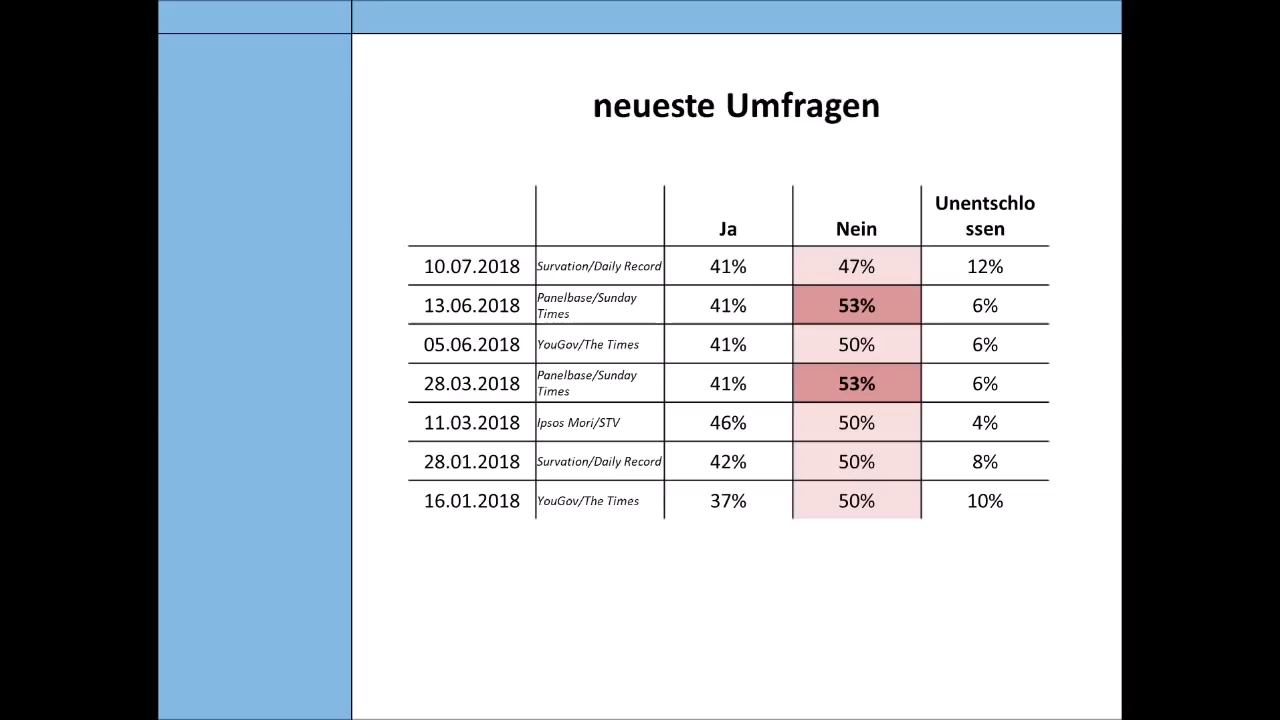 neueste Umfragen
Unentschlo
ssen
Ja Nein
10.07.2018 Survation/Daily Record 41% 47% 12%
13.06.2018 Panelbase/Sunday
Times 41% 53% 6%
05.06.2018 YouGov/The Times 41% 50% 6%
28.03.2018 Panelbase/Sunday
Times 41% 53% 6%
11.03.2018 Ipsos Mori/STV 46% 50% 4%
28.01.2018 Survation/Daily Record 42% 50% 8%
16.01.2018 YouGov/The Times 37% 50% 10%